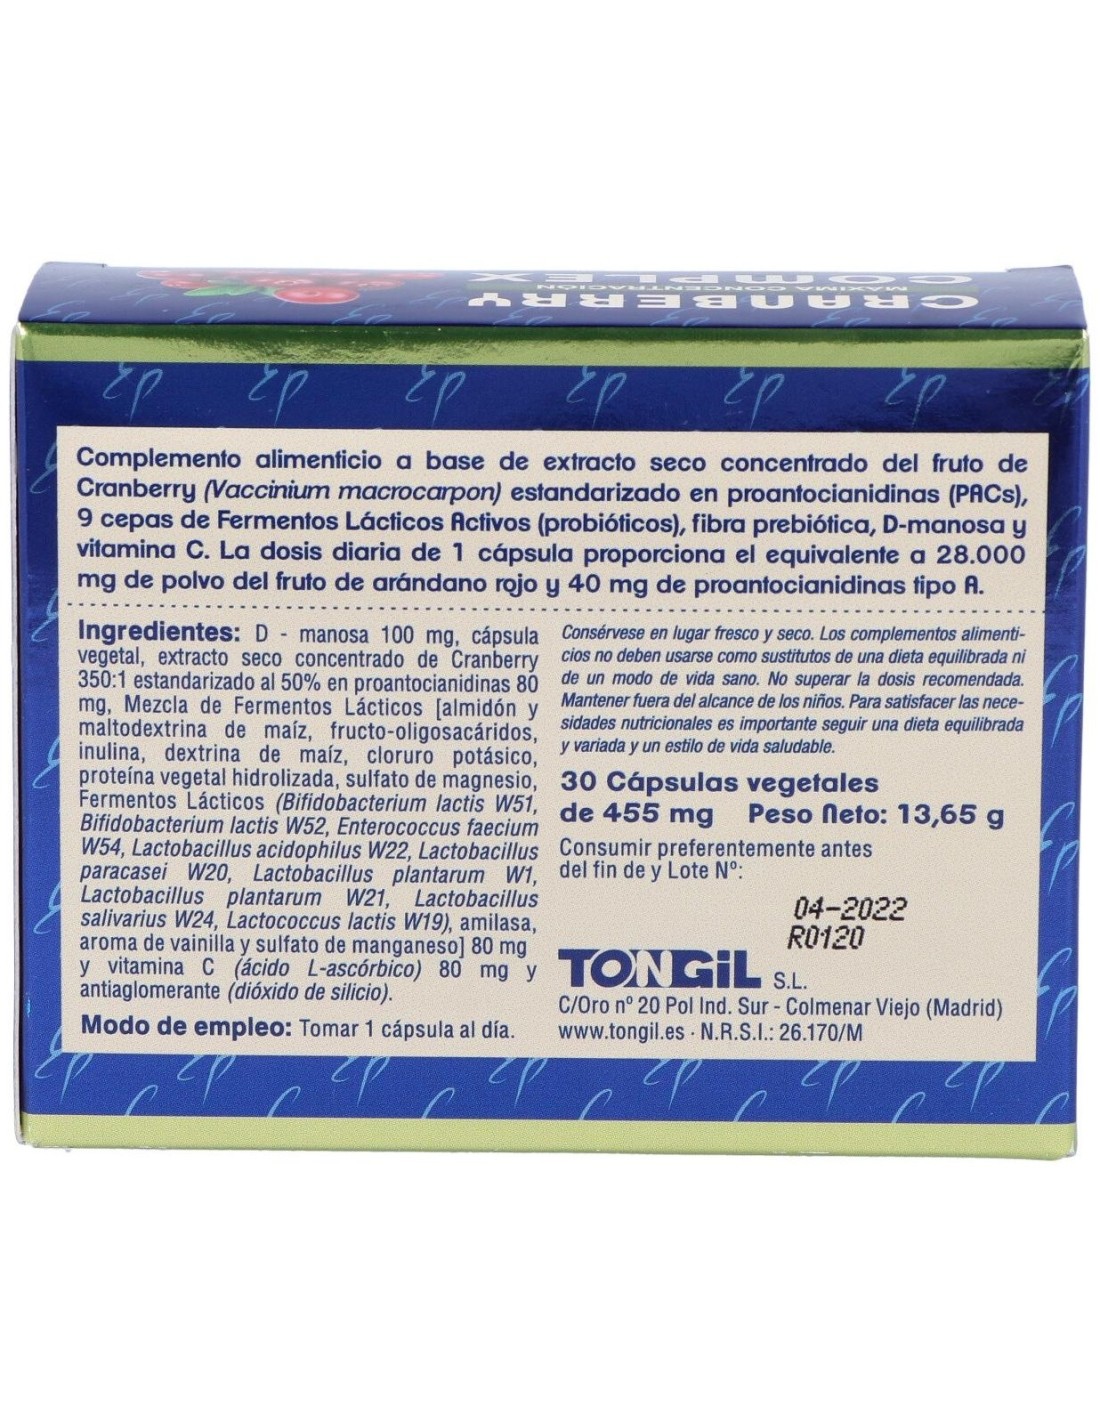 CRANBERRY
MÁXIMA CONCENTRACIÓN
COMPLEX
Complemento alimenticio a base de extracto seco concentrado del fruto de
Cranberry (Vaccinium macrocarpon) estandarizado en proantocianidinas (PACs),
9 cepas de Fermentos Lácticos Activos (probióticos), fibra prebiótica, D-manosa y
vitamina C. La dosis diaria de 1 cápsula proporciona el equivalente a 28.000
mg de polvo del fruto de arándano rojo y 40 mg de proantocianidinas tipo A.
Ingredientes: D - manosa 100 mg, cápsula
vegetal, extracto seco concentrado de Cranberry
350:1 estandarizado al 50% en proantocianidinas 80
mg, Mezcla de Fermentos Lácticos [almidón y
maltodextrina de maíz, fructo-oligosacáridos,
inulina, dextrina de maíz, cloruro potásico,
proteína vegetal hidrolizada, sulfato de magnesio,
Fermentos Lácticos (Bifidobacterium lactis W51,
Bifidobacterium lactis W52, Enterococcus faecium
W54, Lactobacillus acidophilus W22, Lactobacillus
paracasei W20, Lactobacillus plantarum W1,
Lactobacillus plantarum W21, Lactobacillus
salivarius W24, Lactococcus lactis W19), amilasa,
aroma de vainilla y sulfato de manganeso] 80 mg
y vitamina C (ácido L-ascórbico) 80 mg y
antiaglomerante (dióxido de silicio).
Modo de empleo: Tomar 1 cápsula al día.
Consérvese en lugar fresco y seco. Los complementos alimenti-
cios no deben usarse como sustitutos de una dieta equilibrada ni
de un modo de vida sano. No superar la dosis recomendada.
Mantener fuera del alcance de los niños. Para satisfacer las nece-
sidades nutricionales es importante seguir una dieta equilibrada
y variada y un estilo de vida saludable.
30 Cápsulas vegetales
de 455 mg Peso Neto: 13,65 g
Consumir preferentemente antes
del fin de y Lote Nº:
04-2022
R0120
TONGIL S.L.
C/Oro nº 20 Pol Ind. Sur - Colmenar Viejo (Madrid)
www.tongil.es · N.R.S.I.: 26.170/M